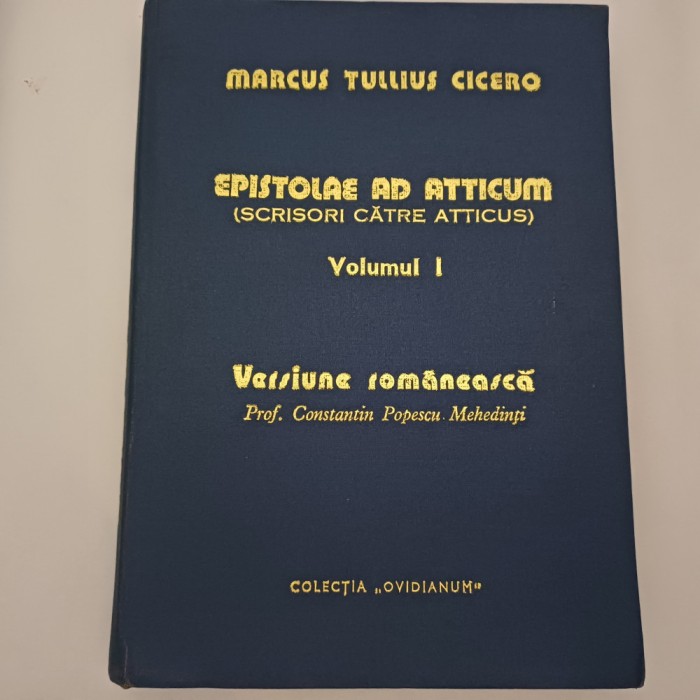 MARCUS TULLIUS CICERO
EPISTOLAE AD ATTICUM
(SCRISORI CĂTRE ATTICUS)
Volumul I
Versiune românească
Prof. Constantin Popescu Mehedinți
COLECȚIA „OVIDIANUM”